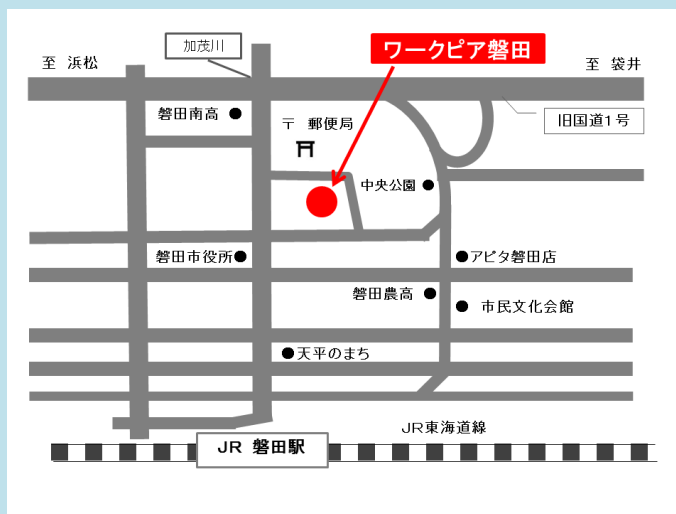 加茂川
ワークピア磐田
至 浜松
至 袋井
磐田南高
〒 郵便局
旧国道1号
中央公園
磐田市役所
アピタ磐田店
磐田農高
市民文化会館
天平のまち
JR東海道線
JR 磐田駅